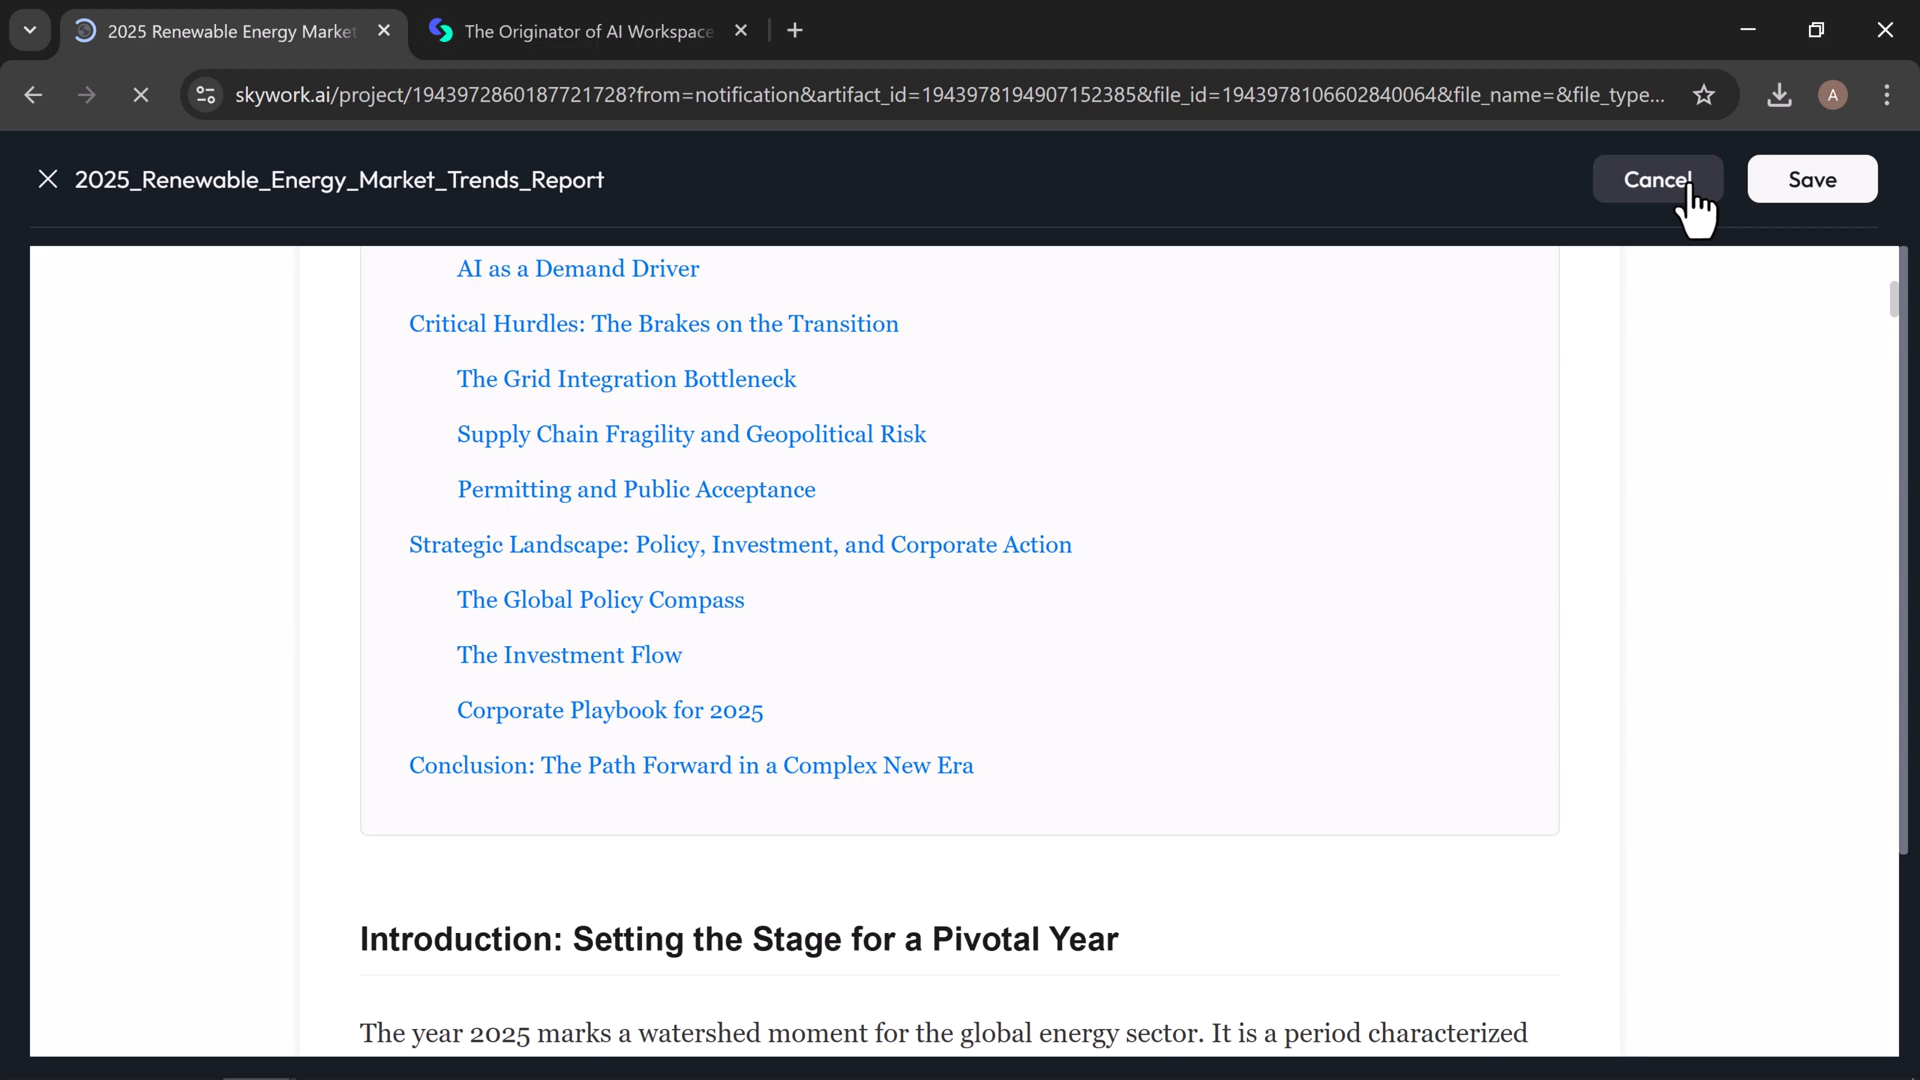 2025 Renewable Energy Market
The Originator of AI Workspace
skywork.ai/project/1943972860187721728?from=notification&artifact_id=1943978194907152385&file_id=1943978106602840064&file_name=&file_type...
A
2025_Renewable_Energy_Market_Trends_Report
Cancel
Save
AI as a Demand Driver
Critical Hurdles: The Brakes on the Transition
The Grid Integration Bottleneck
Supply Chain Fragility and Geopolitical Risk
Permitting and Public Acceptance
Strategic Landscape: Policy, Investment, and Corporate Action
The Global Policy Compass
The Investment Flow
Corporate Playbook for 2025
Conclusion: The Path Forward in a Complex New Era
Introduction: Setting the Stage for a Pivotal Year
The year 2025 marks a watershed moment for the global energy sector. It is a period characterized